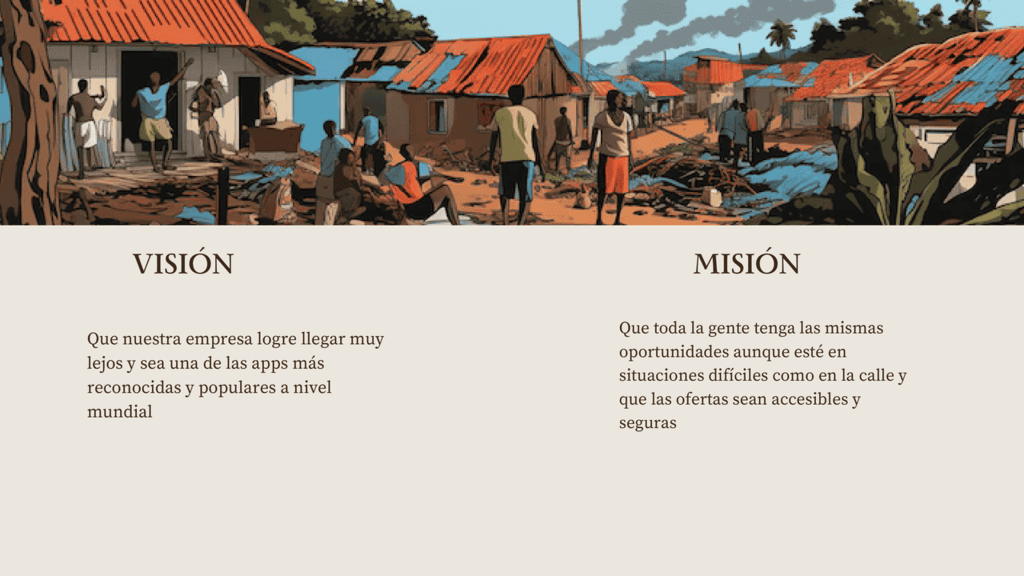 VISIÓN
Que nuestra empresa logre llegar muy
lejos y sea una de las apps más
reconocidas y populares a nivel
mundial
MISIÓN
Que toda la gente tenga las mismas
oportunidades aunque esté en
situaciones difíciles como en la calle y
que las ofertas sean accesibles y
seguras